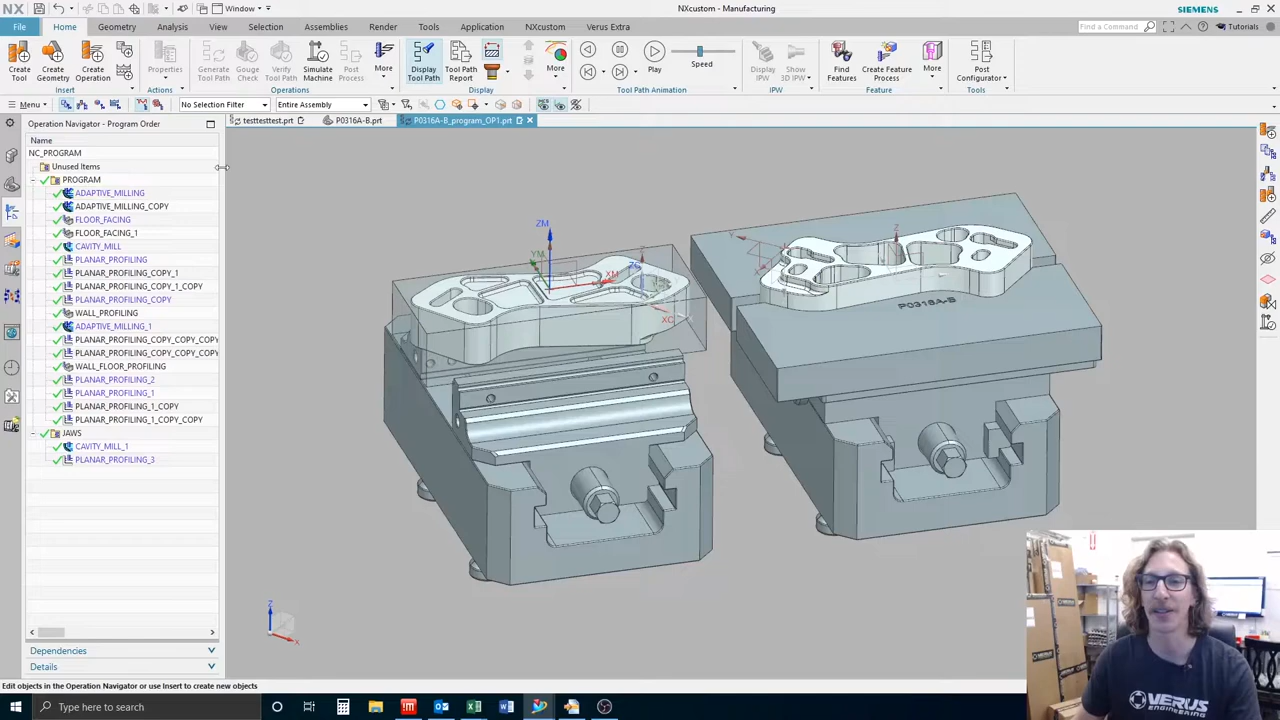 NX Window NXcustom - Manufacturing SIEMENS
File Home Geometry Analysis View Selection Assemblies Render Tools Application NXcustom Verus Extra Find a Command Tutorials
Create Tool Create Geometry Create Operation Properties Generate Tool Path Gouge Check Verify Tool Path Simulate Machine Post Process More Display Tool Path Tool Path Report More Play Speed Display IPW Show 3D IPW Find Features Create Feature Process More Post Configurator
Insert Actions Operations Display Tool Path Animation IPW Feature Tools
Menu No Selection Filter Entire Assembly
Operation Navigator - Program Order testtesttest.prt P0316A-B.prt P0316A-B_program_OP1.prt
Name
NC_PROGRAM
Unused Items
PROGRAM
ADAPTIVE_MILLING
ADAPTIVE_MILLING_COPY
FLOOR_FACING
FLOOR_FACING_1
CAVITY_MILL
PLANAR_PROFILING
PLANAR_PROFILING_COPY_1
PLANAR_PROFILING_COPY_1_COPY
PLANAR_PROFILING_COPY
WALL_PROFILING
ADAPTIVE_MILLING_1
PLANAR_PROFILING_COPY_COPY_COPY
PLANAR_PROFILING_COPY_COPY_COPY
WALL_FLOOR_PROFILING
PLANAR_PROFILING_2
PLANAR_PROFILING_1
PLANAR_PROFILING_1_COPY
PLANAR_PROFILING_1_COPY_COPY
JAWS
CAVITY_MILL_1
PLANAR_PROFILING_3
ZM
YM
XM
XC
Z
Y
X
P0316A-B
Z
X
Dependencies
Details
Edit objects in the Operation Navigator or use Insert to create new objects
VERUS
ENGINEERING
Type here to search